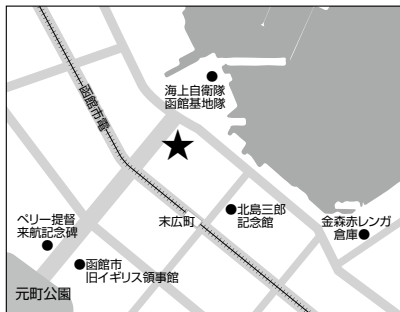 海上自衛隊
函館基地隊
函館市電
ペリー提督
来航記念碑
末広町
北島三郎
記念館
金森赤レンガ
倉庫
函館市
旧イギリス領事館
元町公園